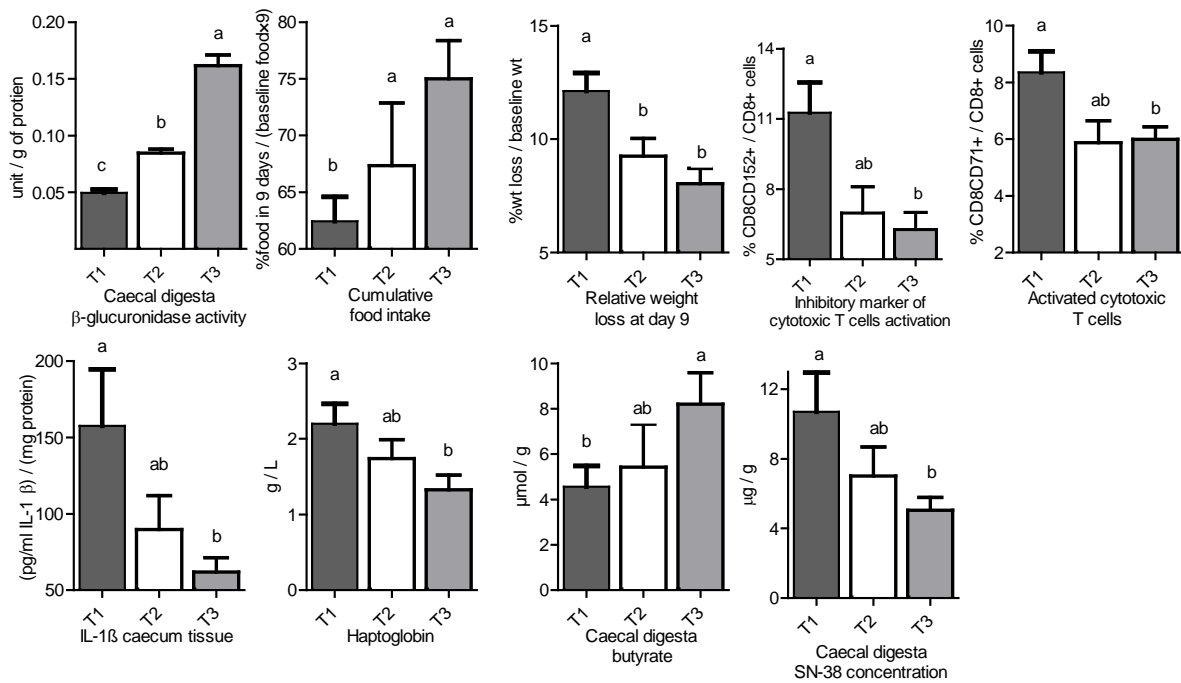 0.20
0.15
0.10
0.05
unit / g of protien
c
b
a
T1
T2
T3
Caecal digesta
β-glucuronidase activity
80
75
70
65
60
%food in 9 days / (baseline foodx9)
b
a
a
T1
T2
T3
Cumulative
food intake
15
10
5
%wt loss / baseline wt
a
b
b
T1
T2
T3
Relative weight
loss at day 9
14
11
8
5
% CD8CD152+ / CD8+ cells
a
ab
b
T1
T2
T3
Inhibitory marker of
cytotoxic T cells activation
10
8
6
4
2
% CD8CD71+ / CD8+ cells
a
ab
b
T1
T2
T3
Activated cytotoxic
T cells
200
150
100
50
(pg/ml IL-1 β) / (mg protein)
a
ab
b
T1
T2
T3
IL-1ß caecum tissue
3
2
1
0
g / L
a
ab
b
T1
T2
T3
Haptoglobin
10
8
6
4
2
0
µmol / g
b
ab
a
T1
T2
T3
Caecal digesta
butyrate
12
8
4
0
µg / g
a
ab
b
T1
T2
T3
Caecal digesta
SN-38 concentration